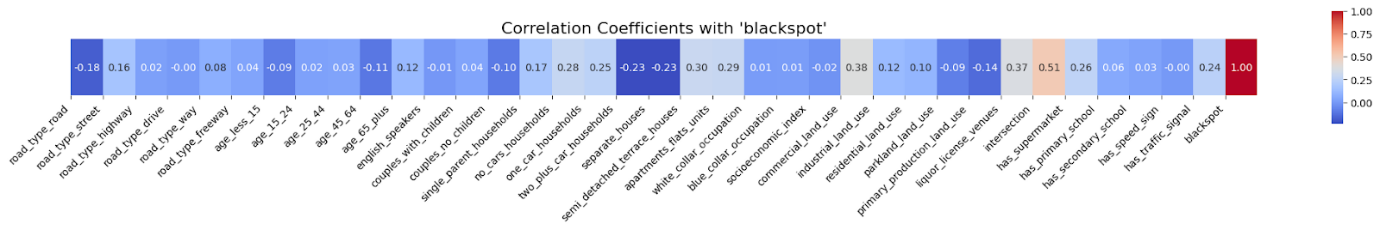 Correlation Coefficients with 'blackspot'
-0.18 0.16 0.02 -0.00 0.08 0.04 -0.09 0.02 0.03 -0.11 0.12 -0.01 0.04 -0.10 0.17 0.28 0.25 -0.23 -0.23 0.30 0.29 0.01 0.01 -0.02 0.38 0.12 0.10 -0.09 -0.14 0.37 0.51 0.26 0.06 0.03 -0.00 0.24 1.00
road_type_road
road_type_street
road_type_highway
road_type_drive
road_type_way
road_type_freeway
age_less_15
age_15_24
age_25_44
age_45_64
age_65_plus
english_speakers
couples_with_children
couples_no_children
single_parent_households
no_cars_households
one_car_households
two_plus_car_households
separate_houses
semi_detached_terrace_houses
apartments_flats_units
white_collar_occupation
blue_collar_occupation
socioeconomic_index
commercial_land_use
industrial_land_use
residential_land_use
parkland_land_use
primary_production_land_use
liquor_license_venues
intersection
has_supermarket
has_primary_school
has_secondary_school
has_speed_sign
has_traffic_signal
blackspot
1.00
0.75
0.50
0.25
0.00